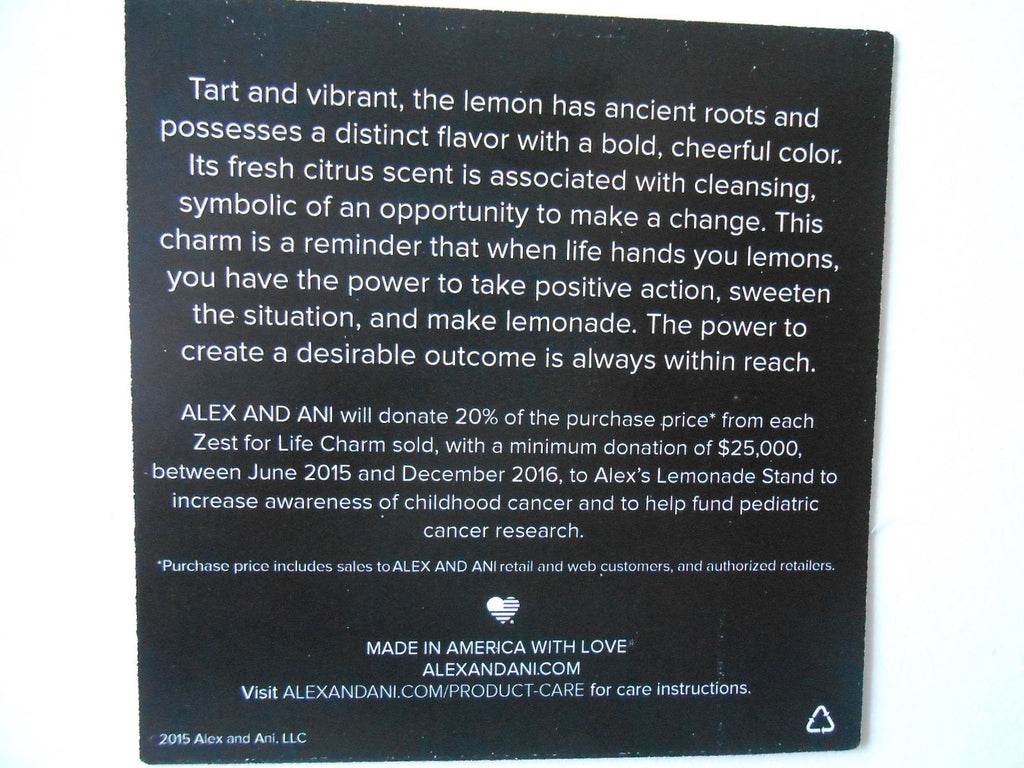 Tart and vibrant, the lemon has ancient roots and
possesses a distinct flavor with a bold, cheerful color.
Its fresh citrus scent is associated with cleansing,
symbolic of an opportunity to make a change. This
charm is a reminder that when life hands you lemons,
you have the power to take positive action, sweeten
the situation, and make lemonade. The power to
create a desirable outcome is always within reach.
ALEX AND ANI will donate 20% of the purchase price* from each
Zest for Life Charm sold, with a minimum donation of $25,000,
between June 2015 and December 2016, to Alex's Lemonade Stand to
increase awareness of childhood cancer and to help fund pediatric
cancer research.
*Purchase price includes sales to ALEX AND ANI retail and web customers, and authorized retailers.
MADE IN AMERICA WITH LOVE®
ALEXANDANI.COM
Visit ALEXANDANI.COM/PRODUCT-CARE for care instructions.
2015 Alex and Ani, LLC